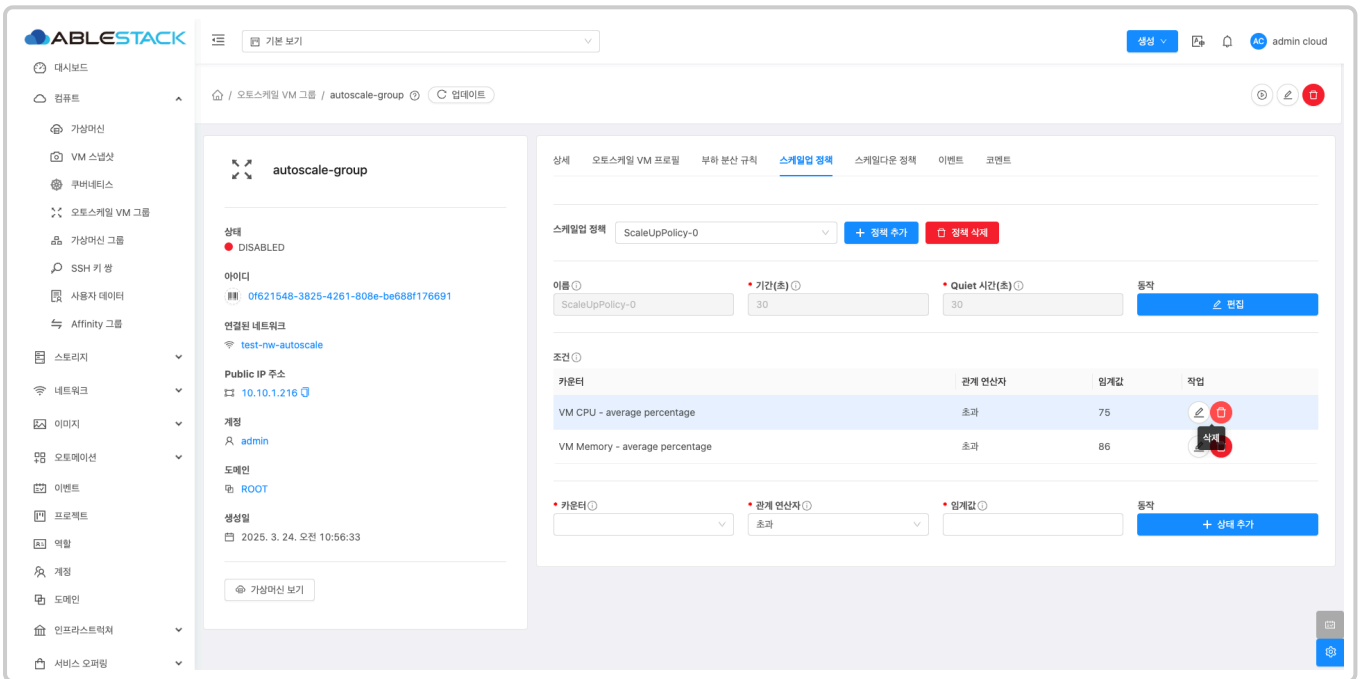 ABLESTACK
기본 보기
생성
AC admin cloud
대시보드
컴퓨트
가상머신
VM 스냅샷
쿠버네티스
오토스케일 VM 그룹
가상머신 그룹
SSH 키 쌍
사용자 데이터
Affinity 그룹
스토리지
네트워크
이미지
오토메이션
이벤트
프로젝트
역할
계정
도메인
인프라스트럭쳐
서비스 오퍼링
/ 오토스케일 VM 그룹 / autoscale-group 업데이트
autoscale-group
상태
DISABLED
아이디
0f621548-3825-4261-808e-be688f176691
연결된 네트워크
test-nw-autoscale
Public IP 주소
10.10.1.216
계정
admin
도메인
ROOT
생성일
2025. 3. 24. 오전 10:56:33
가상머신 보기
상세 오토스케일 VM 프로필 부하 분산 규칙 스케일업 정책 스케일다운 정책 이벤트 코멘트
스케일업 정책 ScaleUpPolicy-0 + 정책 추가 정책 삭제
이름 * 기간(초) * Quiet 시간(초) 동작
ScaleUpPolicy-0 30 30 편집
조건
카운터 관계 연산자 임계값 작업
VM CPU - average percentage 초과 75
삭제
VM Memory - average percentage 초과 86
* 카운터 * 관계 연산자 * 임계값 동작
초과 + 상태 추가